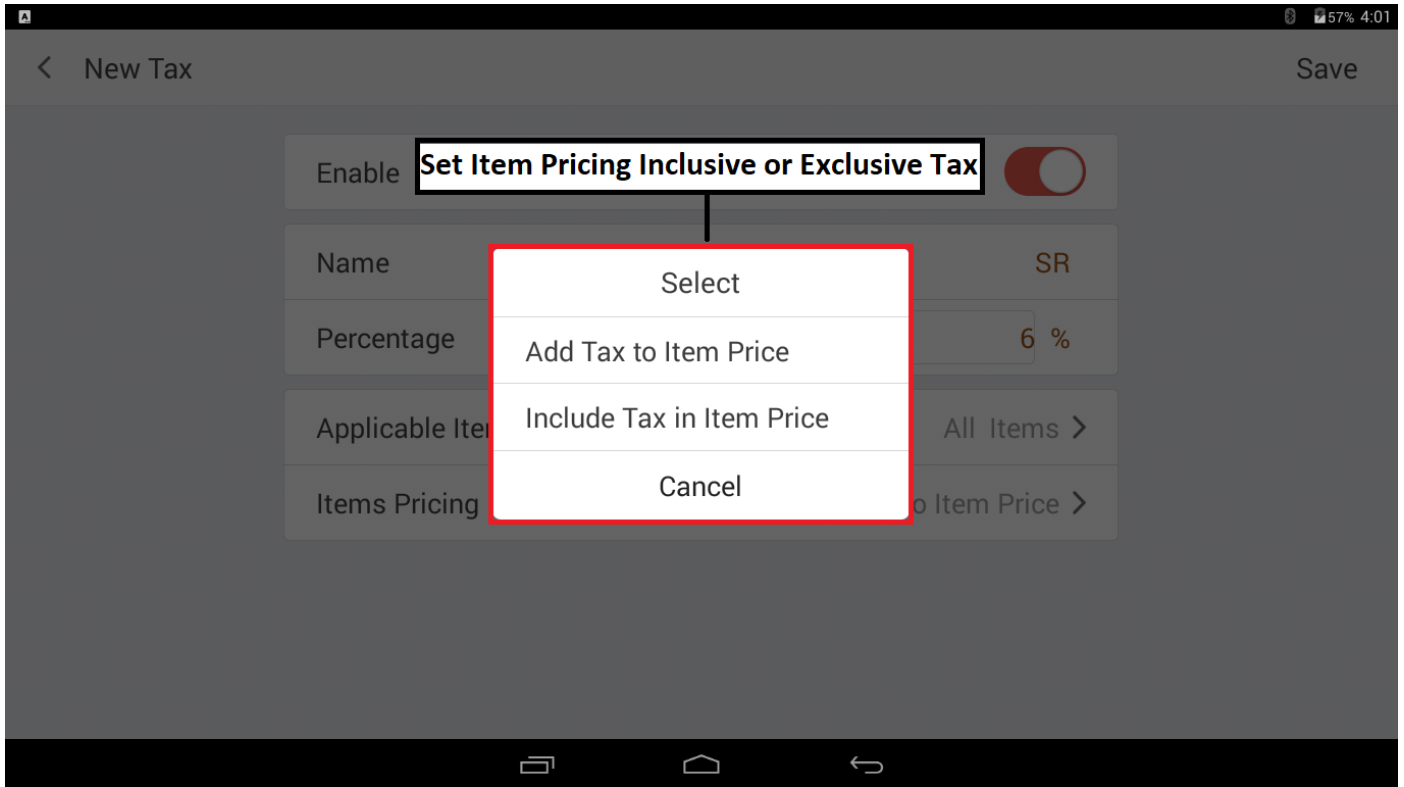 57% 4:01
New Tax
Save
Enable
Set Item Pricing Inclusive or Exclusive Tax
Name
SR
Select
Percentage
6 %
Add Tax to Item Price
Applicable Ite
Include Tax in Item Price
All Items
Cancel
Items Pricing
o Item Price